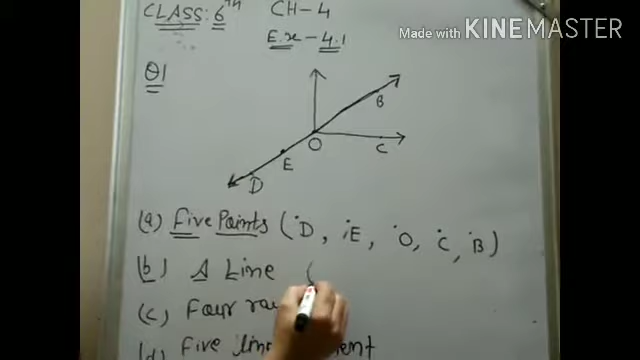 CLASS: 6th CH-4
Made with KINEMASTER
Ex-4.1
Q1
B
O
C
E
D
(a) Five Points (D, E, O, C, B)
(b) A Line (
(c) Four
(d) Five